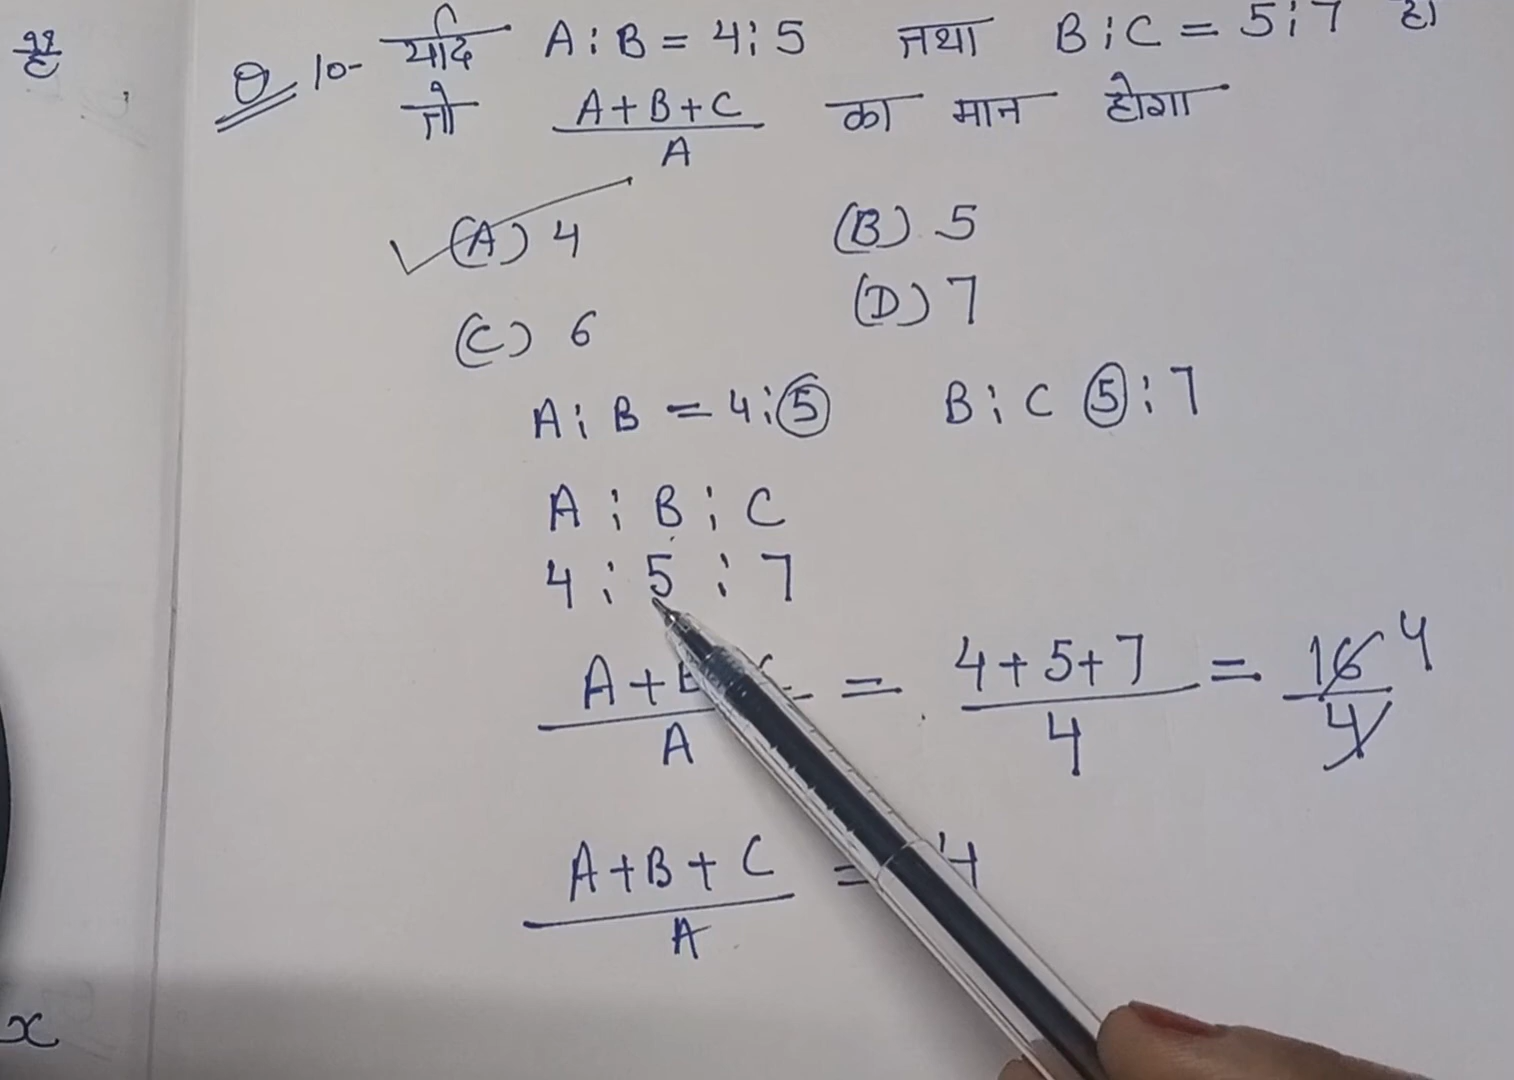 है
Q 10- यदि A:B = 4:5 तथा B:C = 5:7 हो
तो A+B+C/A का मान होगा
(A) 4 (B) 5
(C) 6 (D) 7
A:B = 4:5 B:C 5:7
A:B:C
4:5:7
A+B C/A = 4+5+7/4 = 16/4 4
A+B+C/A = 4
x